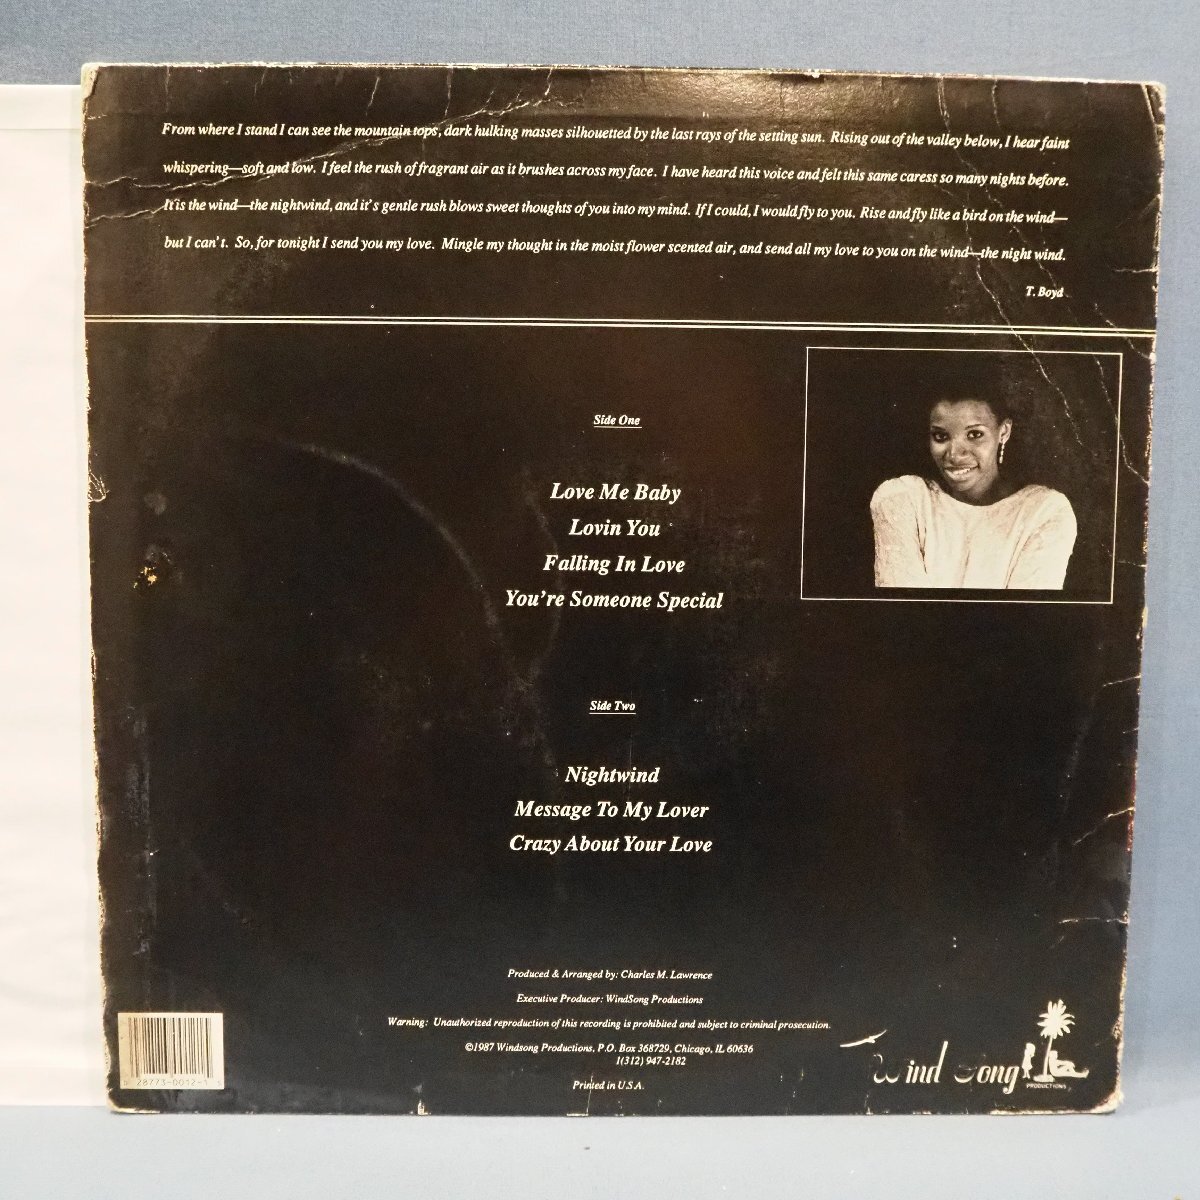 From where I stand I can see the mountain tops, dark hulking masses silhouetted by the last rays of the setting sun. Rising out of the valley below, I hear faint
whispering—soft and low. I feel the rush of fragrant air as it brushes across my face. I have heard this voice and felt this same caress so many nights before.
It is the wind—the nightwind, and it's gentle rush blows sweet thoughts of you into my mind. If I could, I would fly to you. Rise and fly like a bird on the wind—
but I can't. So, for tonight I send you my love. Mingle my thought in the moist flower scented air, and send all my love to you on the wind—the night wind.
T. Boyd
Side One
Love Me Baby
Lovin You
Falling In Love
You're Someone Special
Side Two
Nightwind
Message To My Lover
Crazy About Your Love
Produced & Arranged by: Charles M. Lawrence
Executive Producer: WindSong Productions
Warning: Unauthorized reproduction of this recording is prohibited and subject to criminal prosecution.
©1987 Windsong Productions, P.O. Box 368729, Chicago, IL 60636
1(312) 947-2182
Printed in U.S.A.
Wind Song
PRODUCTIONS
28773-0012-1